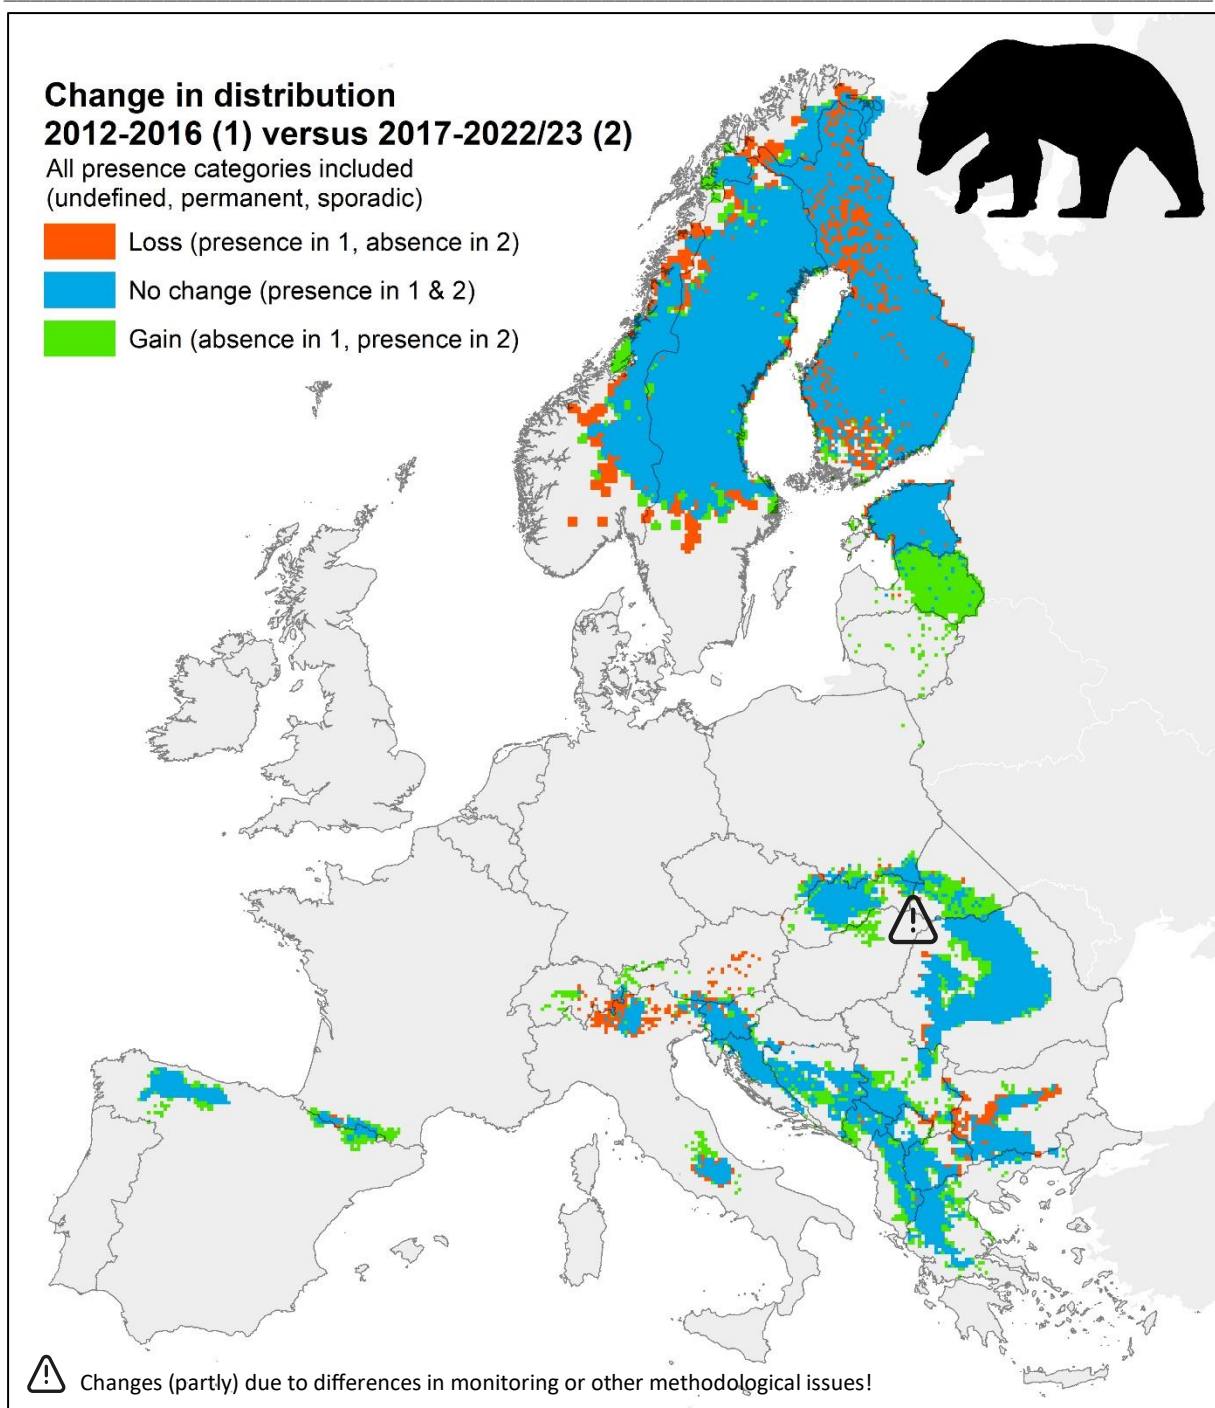 Change in distribution
2012-2016 (1) versus 2017-2022/23 (2)
All presence categories included
(undefined, permanent, sporadic)
Loss (presence in 1, absence in 2)
No change (presence in 1 & 2)
Gain (absence in 1, presence in 2)
Changes (partly) due to differences in monitoring or other methodological issues!